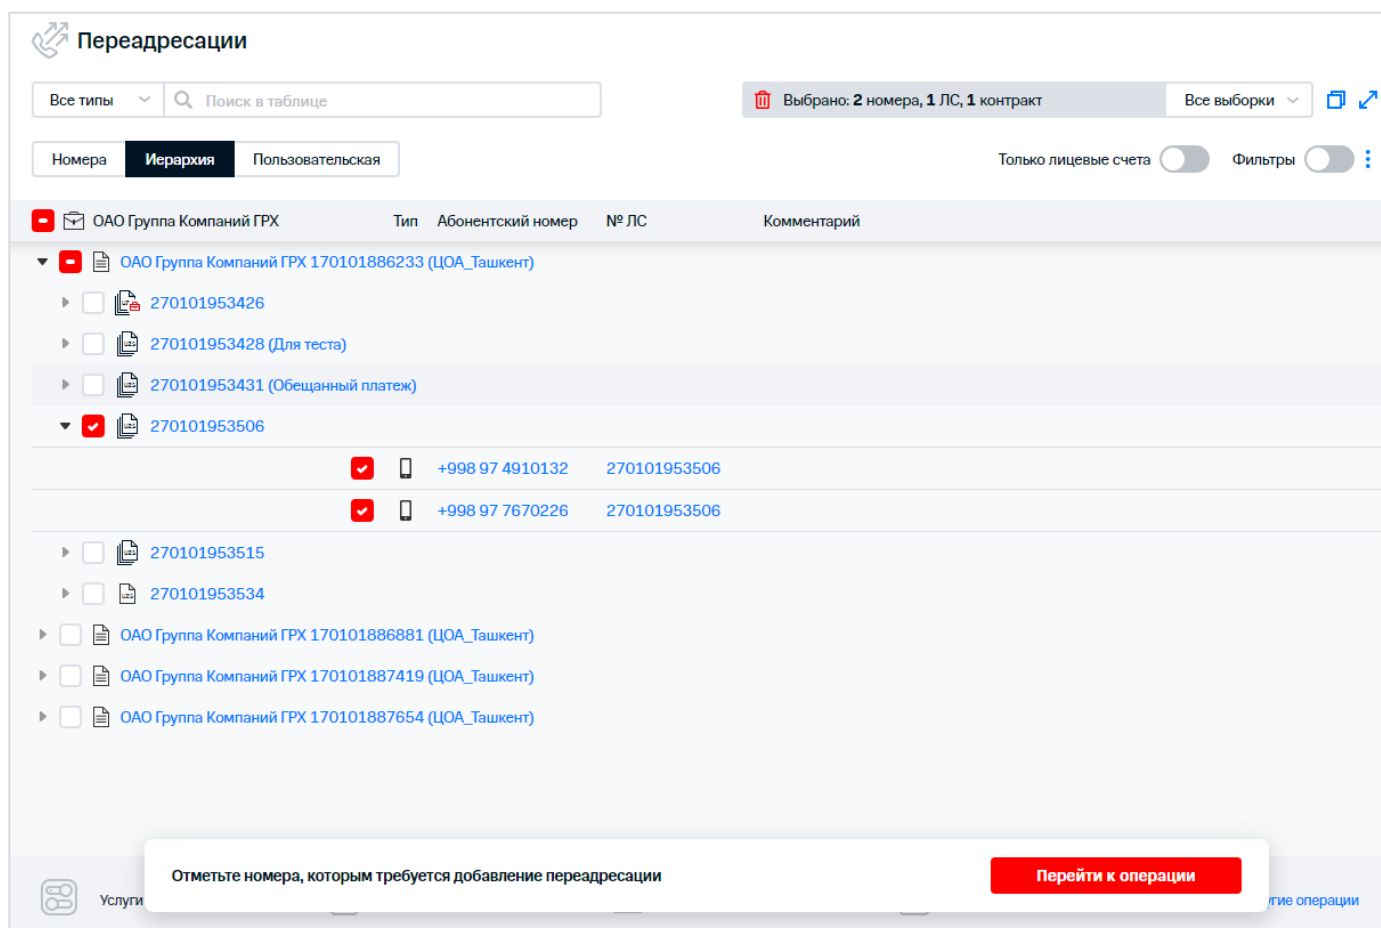 Переадресации
Все типы Поиск в таблице Выбрано: 2 номера, 1 ЛС, 1 контракт Все выборки
Номера Иерархия Пользовательская Только лицевые счета Фильтры
ОАО Группа Компаний ГРХ Тип Абонентский номер № ЛС Комментарий
ОАО Группа Компаний ГРХ 170101886233 (ЦОА_Ташкент)
270101953426
270101953428 (Для теста)
270101953431 (Обещанный платеж)
270101953506
+998 97 4910132 270101953506
+998 97 7670226 270101953506
270101953515
270101953534
ОАО Группа Компаний ГРХ 170101886881 (ЦОА_Ташкент)
ОАО Группа Компаний ГРХ 170101887419 (ЦОА_Ташкент)
ОАО Группа Компаний ГРХ 170101887654 (ЦОА_Ташкент)
Отметьте номера, которым требуется добавление переадресации Перейти к операции
Услуги операции